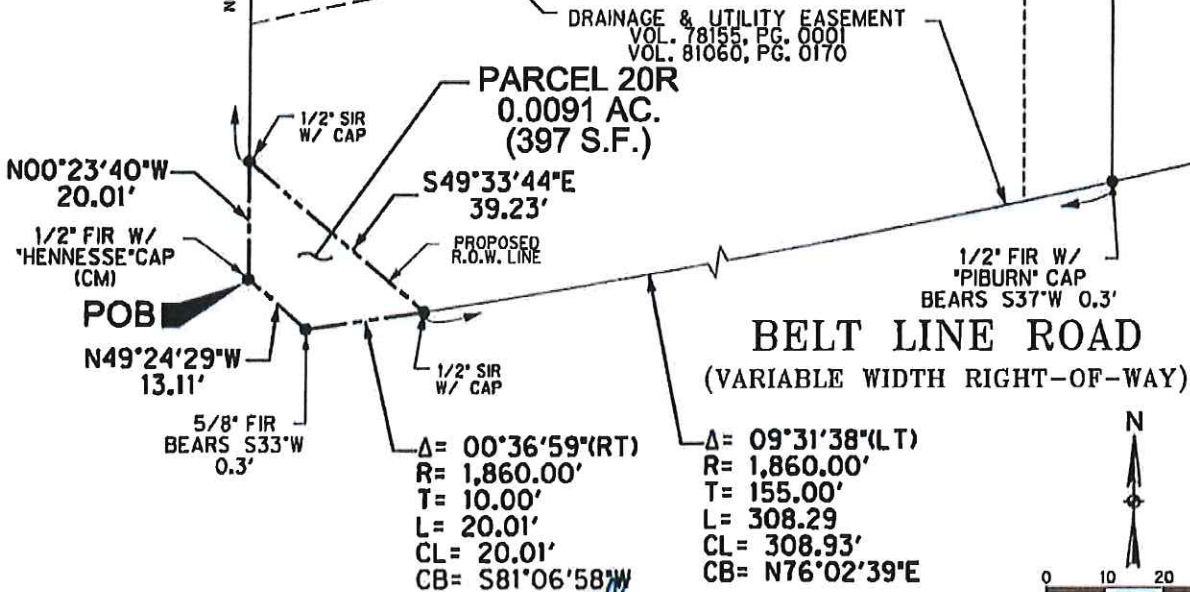 N
DRAINAGE & UTILITY EASEMENT
VOL. 78155, PG. 0001
VOL. 81060, PG. 0170
PARCEL 20R
0.0091 AC.
(397 S.F.)
1/2" SIR
W/ CAP
N00°23'40"W
20.01'
S49°33'44"E
39.23'
1/2" FIR W/
"HENNESSE"CAP
(CM)
PROPOSED
R.O.W. LINE
POB
1/2" FIR W/
"PIBURN" CAP
BEARS S37°W 0.3'
N49°24'29"W
13.11'
BELT LINE ROAD
(VARIABLE WIDTH RIGHT-OF-WAY)
1/2" SIR
W/ CAP
5/8" FIR
BEARS S33°W
0.3'
Δ= 00°36'59"(RT)
R= 1,860.00'
T= 10.00'
L= 20.01'
CL= 20.01'
CB= S81°06'58"W
Δ= 09°31'38"(LT)
R= 1,860.00'
T= 155.00'
L= 308.29
CL= 308.93'
CB= N76°02'39"E
N
0 10 20